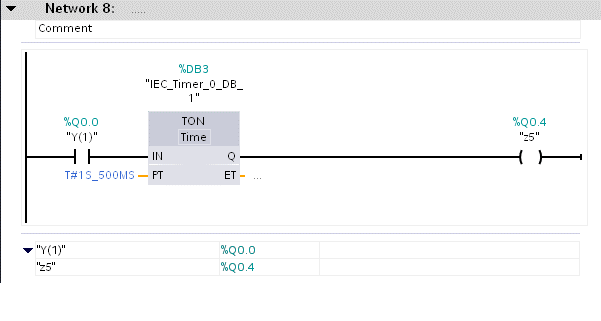 Network 8: .....
Comment
%DB3
"IEC_Timer_0_DB_
1"
%Q0.0
"Y(1)"
TON
Time
%Q0.4
"z5"
IN
Q
T#1S_500MS
PT
ET
...
"Y(1)" %Q0.0
"z5" %Q0.4